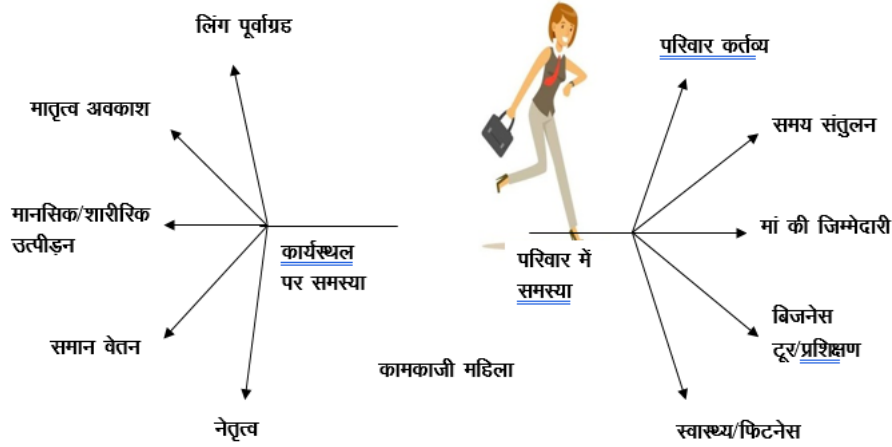 लिंग पूर्वाग्रह
मातृत्व अवकाश
मानसिक/शारीरिक
उत्पीड़न
समान वेतन
नेतृत्व
कार्यस्थल
पर समस्या
कामकाजी महिला
परिवार में
समस्या
परिवार कर्तव्य
समय संतुलन
मां की जिम्मेदारी
बिजनेस
टूर/प्रशिक्षण
स्वास्थ्य/फिटनेस